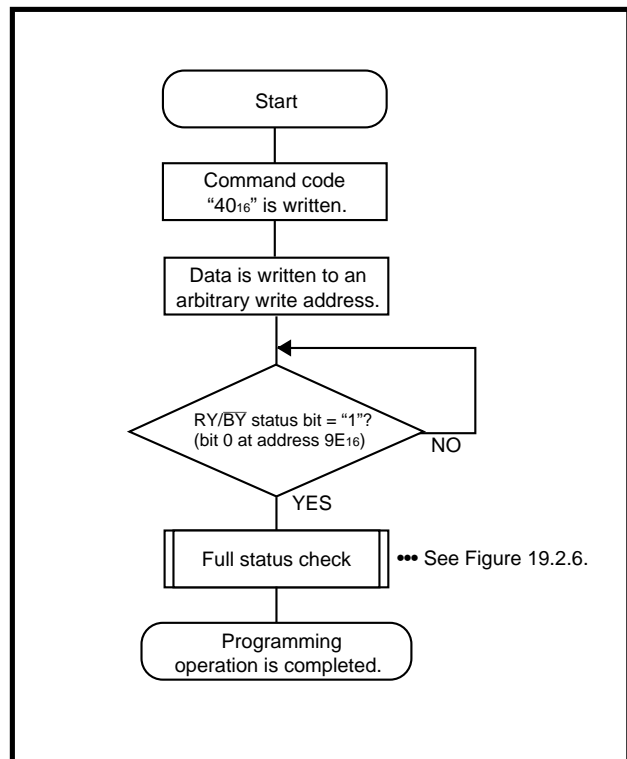 Start
Command code
“40₁₆” is written.
Data is written to an
arbitrary write address.
RY/B̅Y̅ status bit = “1”?
(bit 0 at address 9E₁₆)
NO
YES
Full status check
••• See Figure 19.2.6.
Programming
operation is completed.